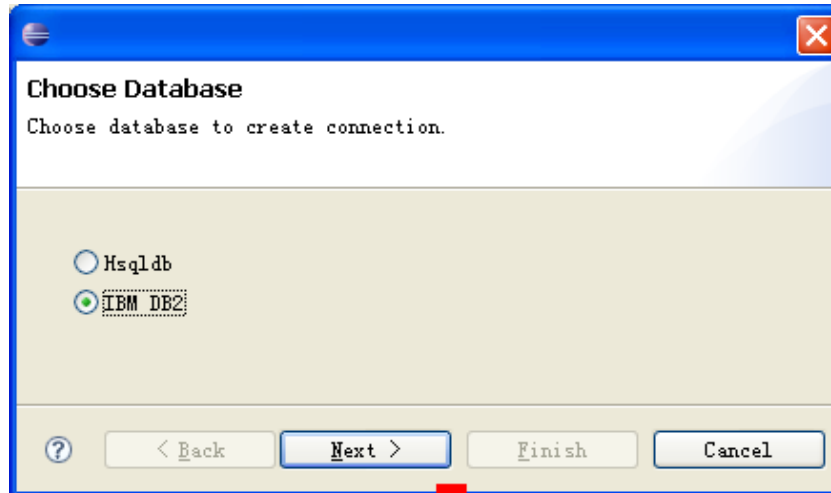 Choose Database
Choose database to create connection.
Hsqldb
IBM DB2
? < Back Next > Finish Cancel